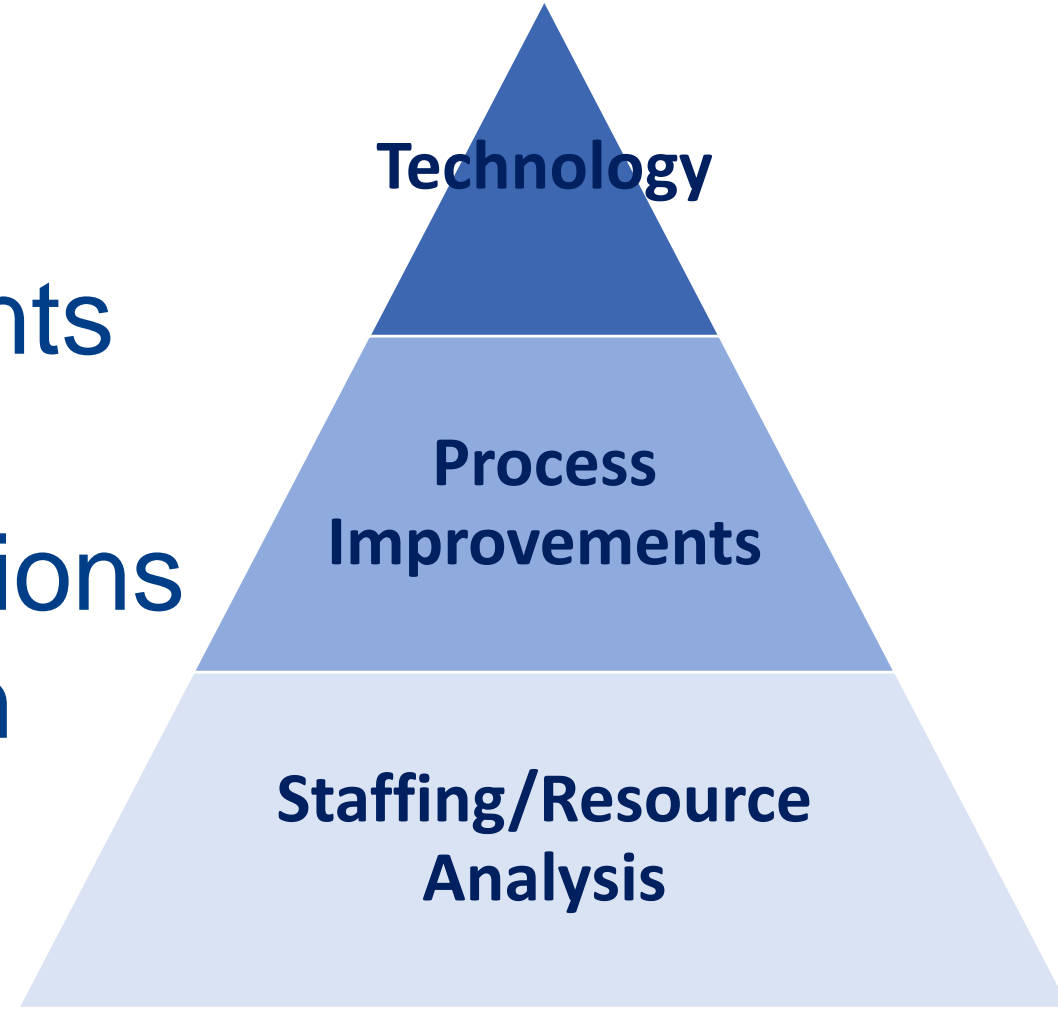 Technology
nts
Process
Improvements
ions
n
Staffing/Resource
Analysis